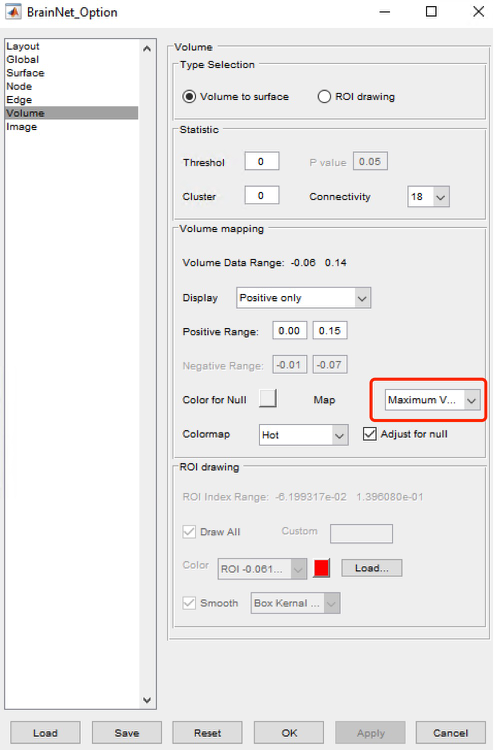 BrainNet_Option
Layout
Global
Surface
Node
Edge
Volume
Image
Volume
Type Selection
Volume to surface ROI drawing
Statistic
Threshol 0 P value 0.05
Cluster 0 Connectivity 18
Volume mapping
Volume Data Range: -0.06 0.14
Display Positive only
Positive Range: 0.00 0.15
Negative Range: -0.01 -0.07
Color for Null Map Maximum V...
Colormap Hot Adjust for null
ROI drawing
ROI Index Range: -6.199317e-02 1.396080e-01
Draw All Custom
Color ROI -0.061... Load...
Smooth Box Kernal ...
Load Save Reset OK Apply Cancel